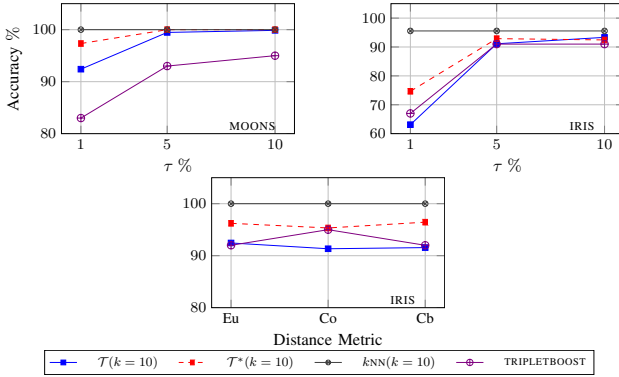 Accuracy %
100
90
80
1
5
10
MOONS
τ %
90
80
70
60
100
1
5
10
IRIS
τ %
100
90
80
Eu
Co
Cb
IRIS
Distance Metric
𝒯(k = 10)
𝒯*(k = 10)
kNN(k = 10)
TRIPLETBOOST